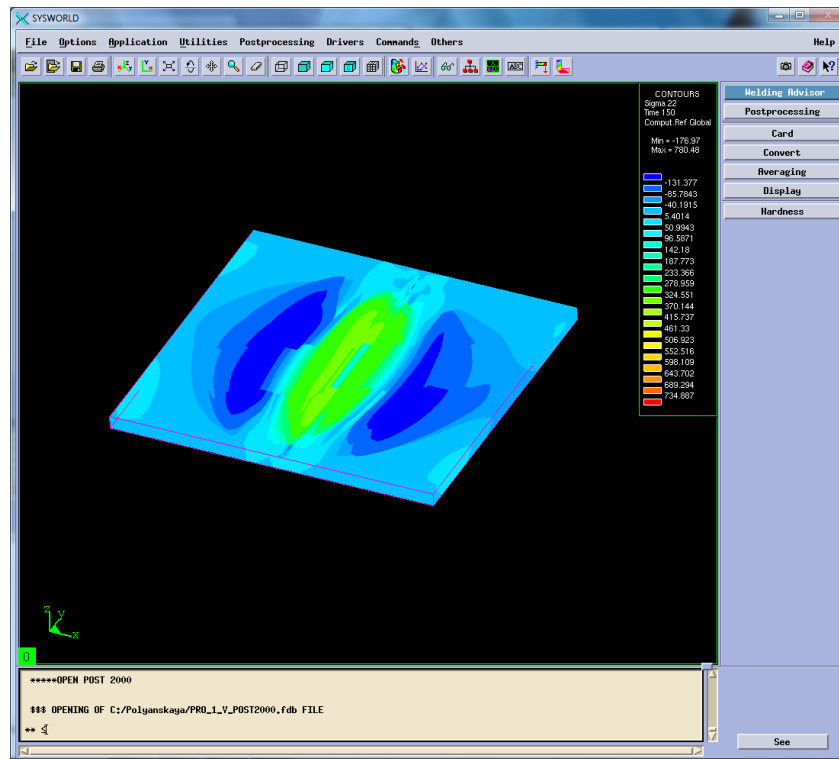 SYSWORLD
File Options Application Utilities Postprocessing Drivers Commands Others Help
ABC
CONTOURS
Sigma 22
Time 150
Comput.Ref Global
Min = -176.97
Max = 780.48
-131.377
-85.7843
-40.1915
5.4014
50.9943
96.5871
142.18
187.773
233.366
278.959
324.551
370.144
415.737
461.33
506.923
552.516
598.109
643.702
689.294
734.887
Welding Advisor
Postprocessing
Card
Convert
Averaging
Display
Hardness
z
y
x
0
*****OPEN POST 2000
$$$ OPENING OF C:/Polyanskaya/PRO_1_V_POST2000.fdb FILE
**
See